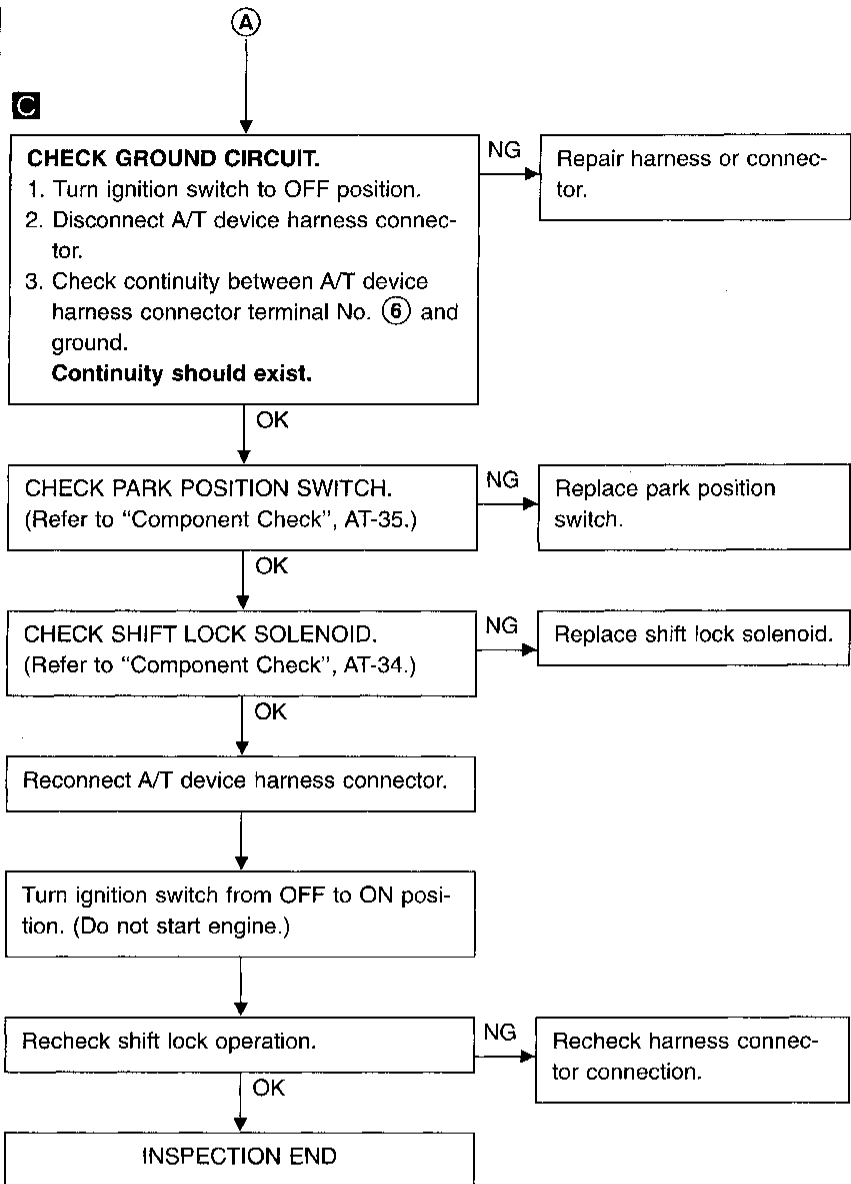 A
C
CHECK GROUND CIRCUIT.
1. Turn ignition switch to OFF position.
2. Disconnect A/T device harness connec-
tor.
3. Check continuity between A/T device
harness connector terminal No. 6 and
ground.
Continuity should exist.
NG
Repair harness or connec-
tor.
OK
CHECK PARK POSITION SWITCH.
(Refer to “Component Check”, AT-35.)
NG
Replace park position
switch.
OK
CHECK SHIFT LOCK SOLENOID.
(Refer to “Component Check”, AT-34.)
NG
Replace shift lock solenoid.
OK
Reconnect A/T device harness connector.
Turn ignition switch from OFF to ON posi-
tion. (Do not start engine.)
Recheck shift lock operation.
NG
Recheck harness connec-
tor connection.
OK
INSPECTION END